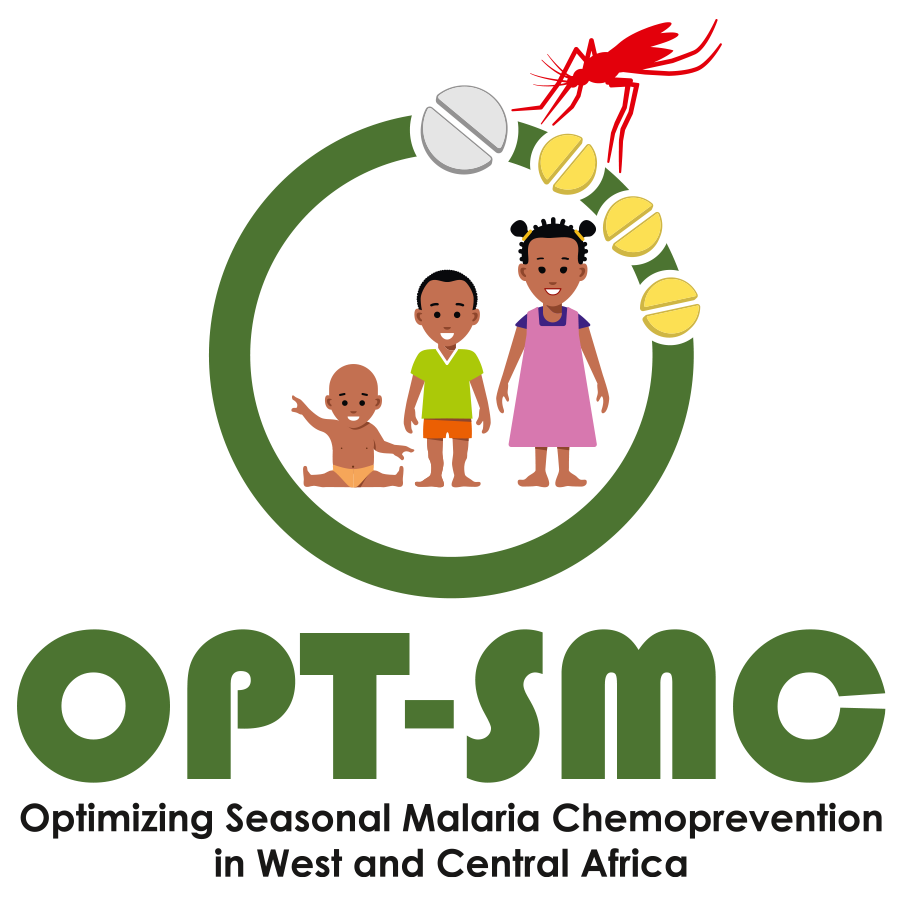 OPT-SMC
Optimizing Seasonal Malaria Chemoprevention
in West and Central Africa